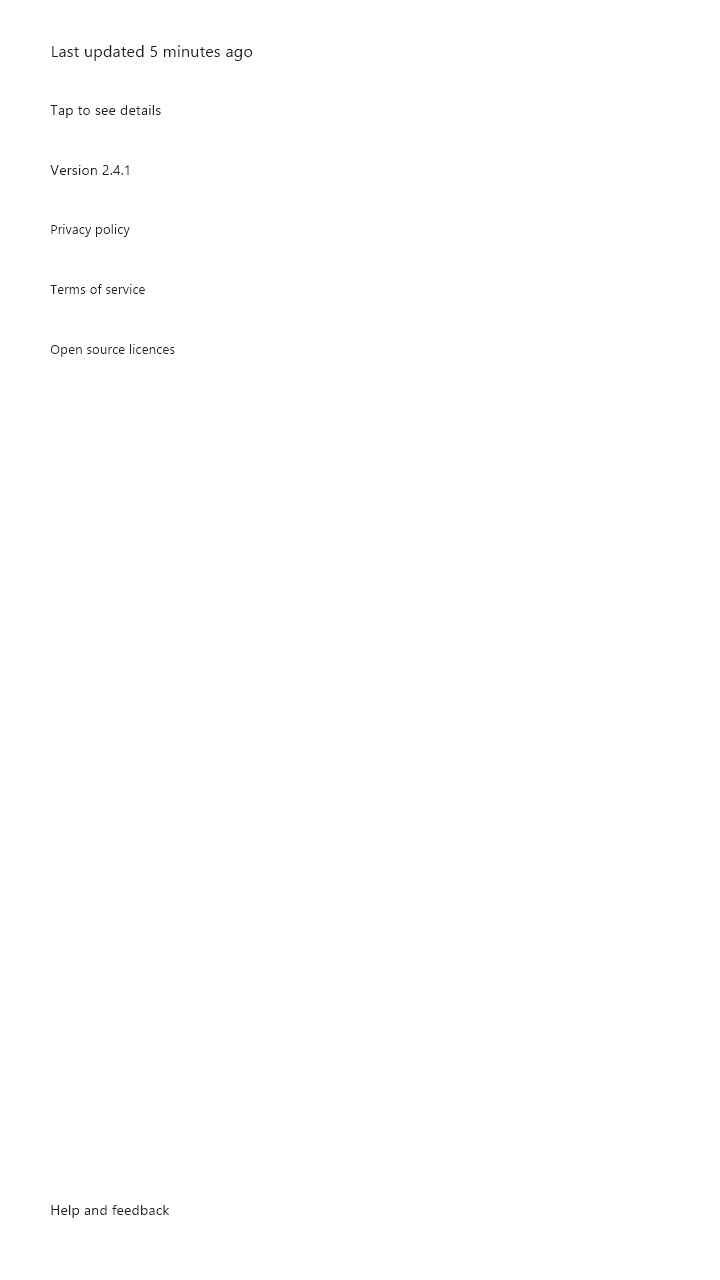 Last updated 5 minutes ago
Tap to see details
Version 2.4.1
Privacy policy
Terms of service
Open source licences
Help and feedback